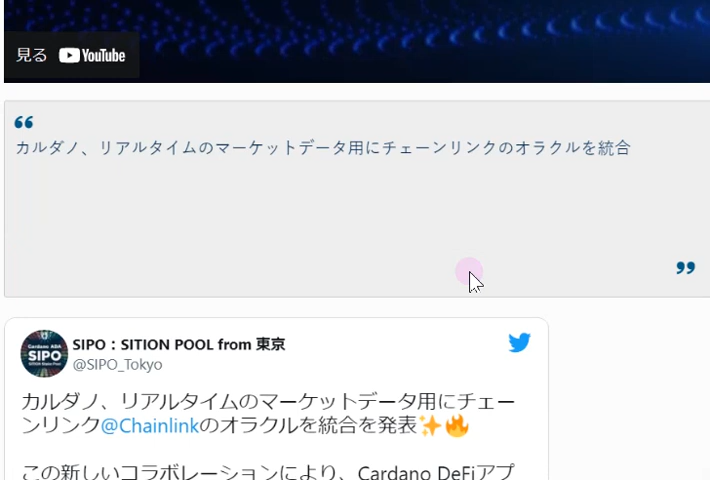 見る YouTube
“
カルダノ、リアルタイムのマーケットデータ用にチェーンリンクのオラクルを統合
”
Cardano ADA
SIPO
SIPO：SITION POOL from 東京
@SIPO_Tokyo
カルダノ、リアルタイムのマーケットデータ用にチェー
ンリンク@Chainlinkのオラクルを統合を発表✨🔥
この新しいコラボレーションにより、Cardano DeFiアプ